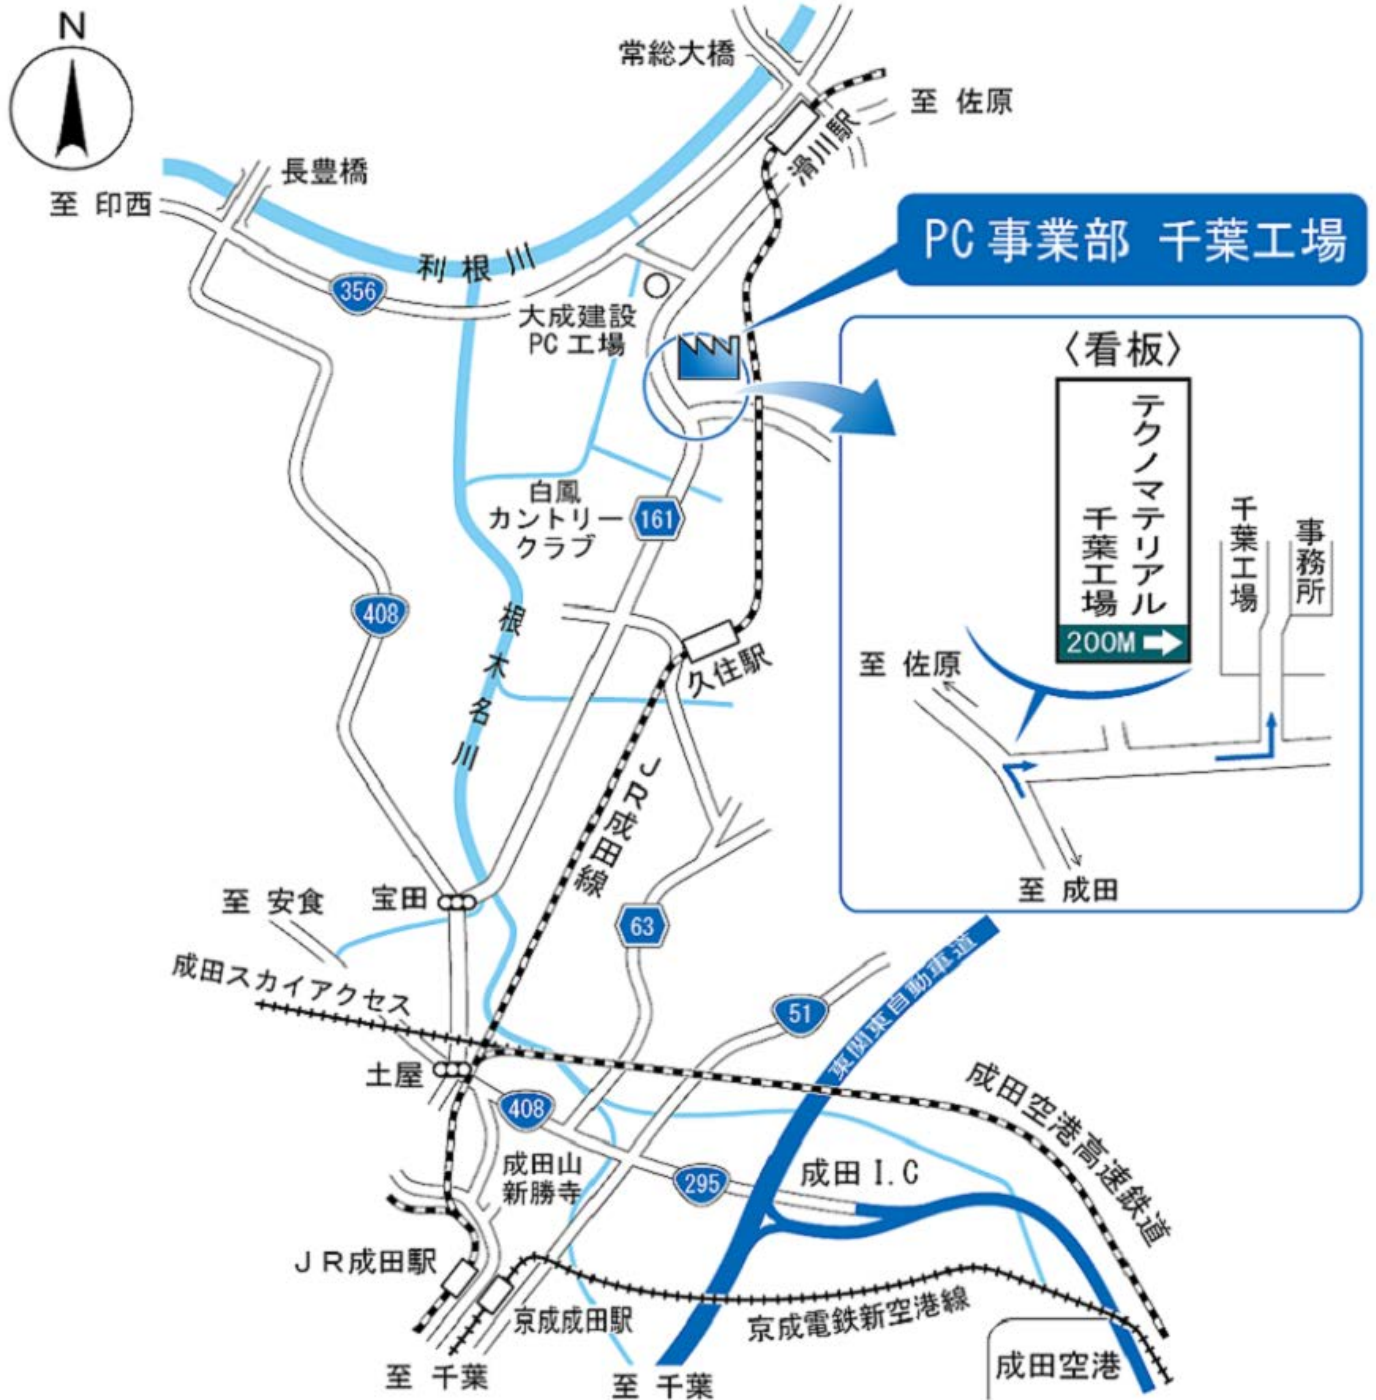 N
常総大橋
至 佐原
滑川駅
長豊橋
至 印西
利根川
356
PC 事業部 千葉工場
大成建設
PC 工場
〈看板〉
テクノマテリアル
千葉工場
200M
千葉工場
事務所
至 佐原
至 成田
白鳳
カントリー
クラブ
161
408
根木名川
久住駅
JR成田線
宝田
至 安食
63
成田スカイアクセス
51
東関東自動車道
土屋
408
成田空港高速鉄道
成田山
新勝寺
295
成田 I.C
JR成田駅
京成成田駅
京成電鉄新空港線
成田空港
至 千葉
至 千葉